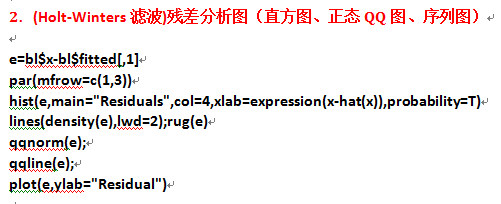 2. (Holt-Winters 滤波)残差分析图（直方图、正态 QQ 图、序列图）
e=bl$x-bl$fitted[,1]
par(mfrow=c(1,3))
hist(e,main="Residuals",col=4,xlab=expression(x-hat(x)),probability=T)
lines(density(e),lwd=2);rug(e)
qqnorm(e);
qqline(e);
plot(e,ylab="Residual")